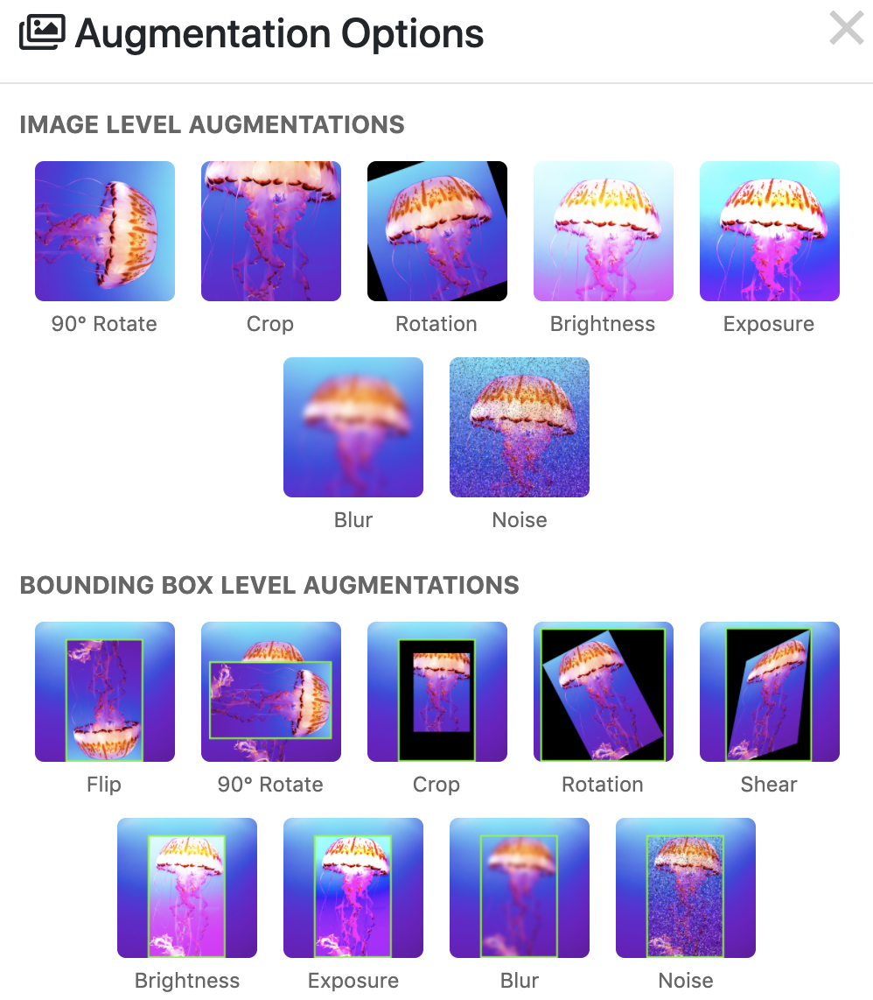 Augmentation Options
IMAGE LEVEL AUGMENTATIONS
90° Rotate Crop Rotation Brightness Exposure
Blur Noise
BOUNDING BOX LEVEL AUGMENTATIONS
Flip 90° Rotate Crop Rotation Shear
Brightness Exposure Blur Noise